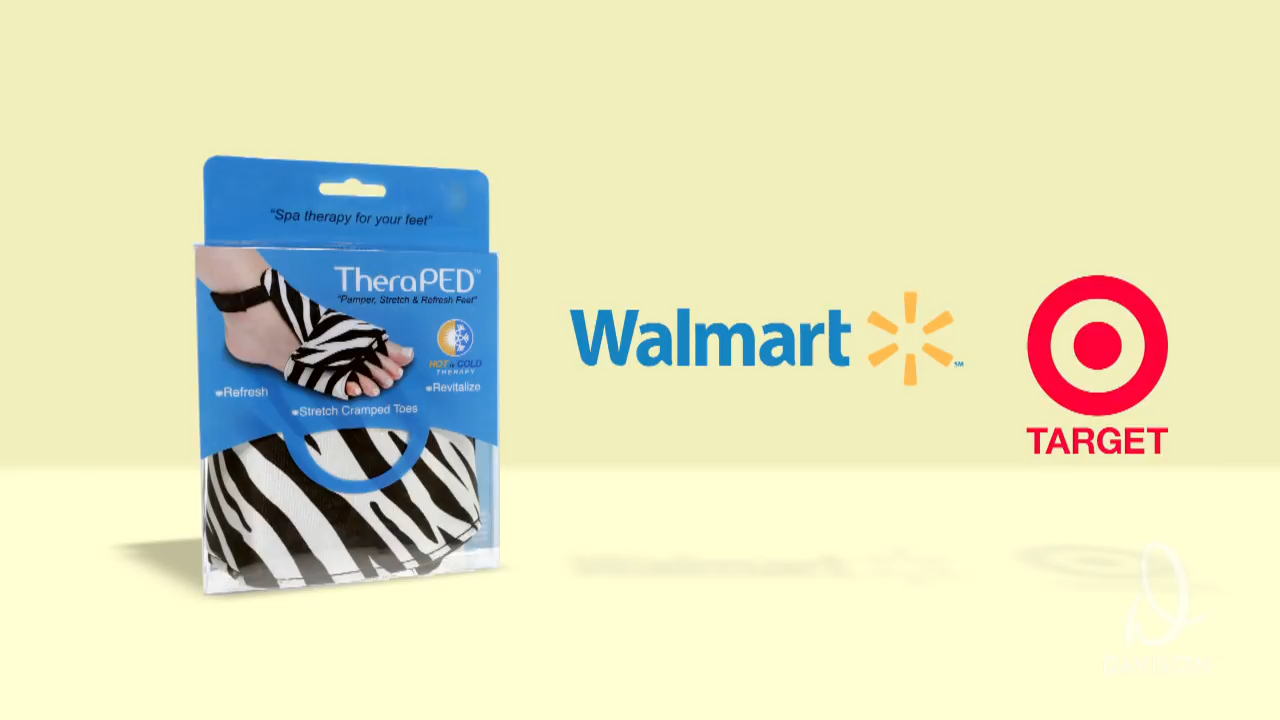 "Spa therapy for your feet"
TheraPED™
"Pamper, Stretch & Refresh Feet"
HOT & COLD
THERAPY
Refresh
Revitalize
Stretch Cramped Toes
Walmart
SM
TARGET